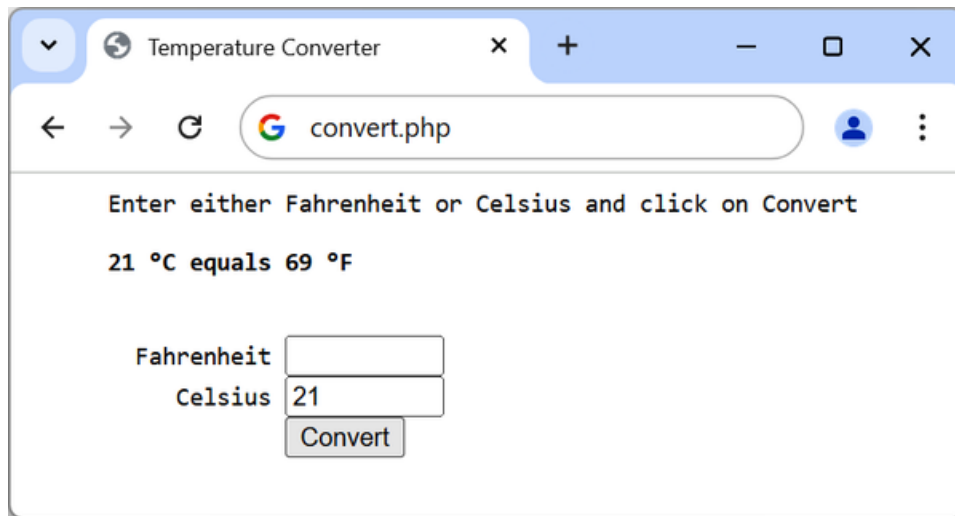 Temperature Converter
convert.php
Enter either Fahrenheit or Celsius and click on Convert
21 °C equals 69 °F
Fahrenheit
Celsius 21
Convert